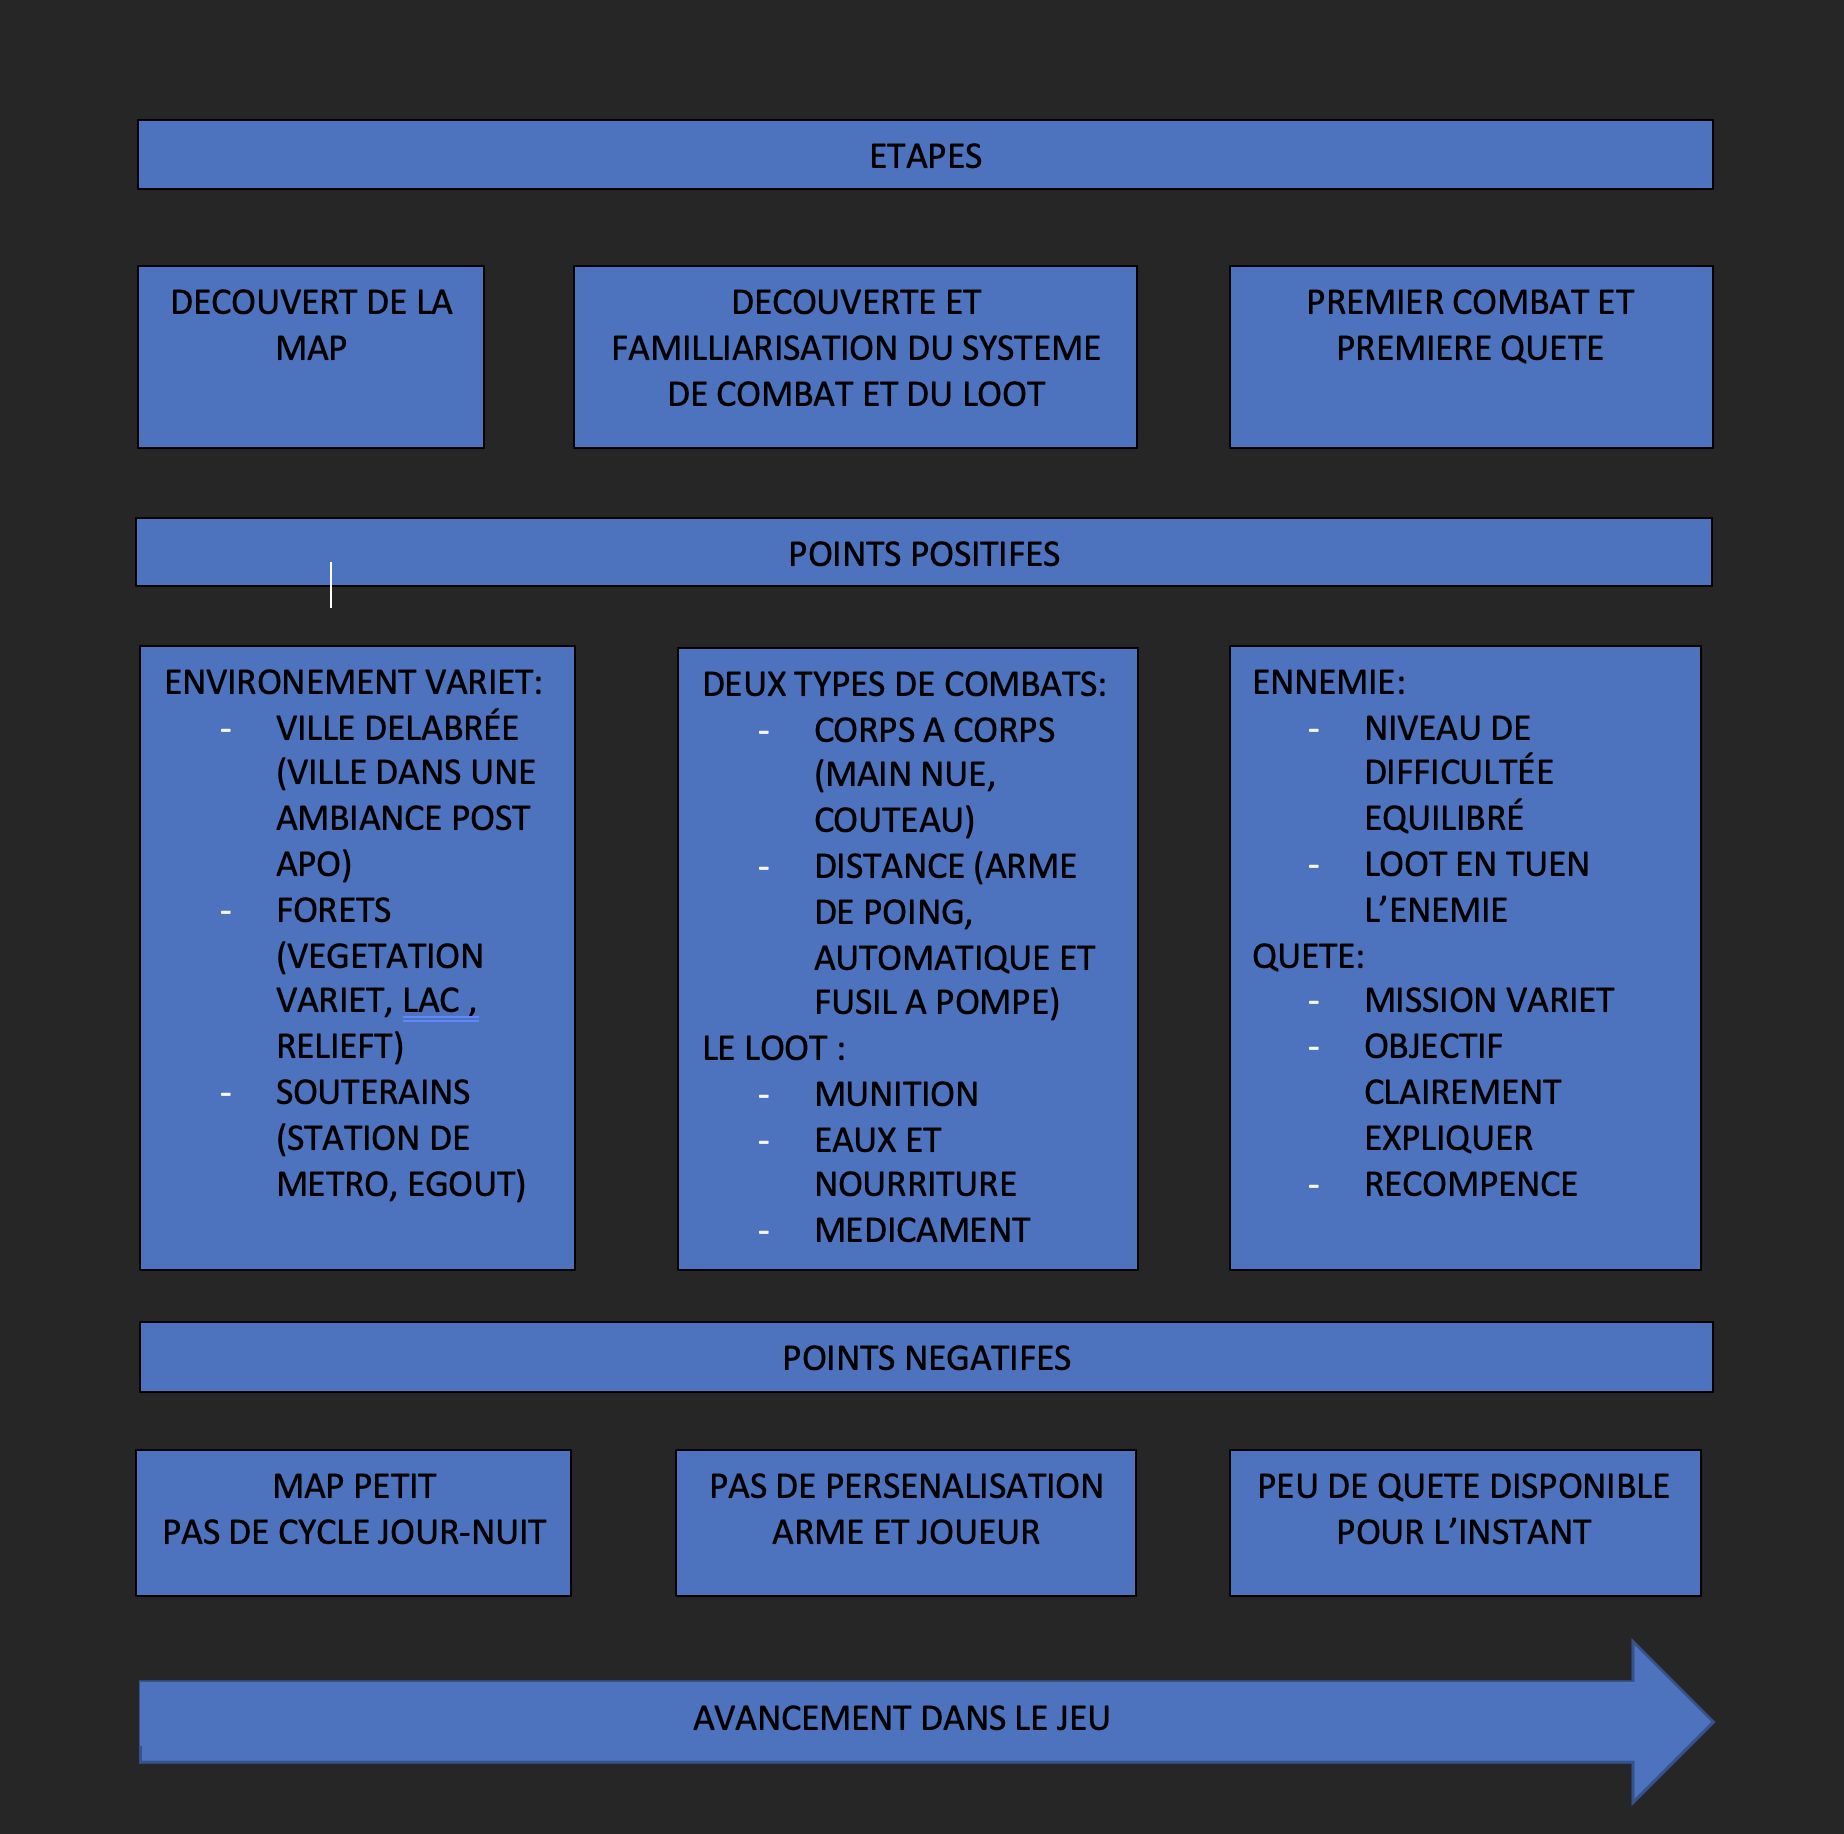 ETAPES
DECOUVERT DE LA
MAP
DECOUVERTE ET
FAMILLIARISATION DU SYSTEME
DE COMBAT ET DU LOOT
PREMIER COMBAT ET
PREMIERE QUETE
POINTS POSITIFES
ENVIRONEMENT VARIET:
- VILLE DELABRÉE
(VILLE DANS UNE
AMBIANCE POST
APO)
- FORETS
(VEGETATION
VARIET, LAC ,
RELIEFT)
- SOUTERAINS
(STATION DE
METRO, EGOUT)
DEUX TYPES DE COMBATS:
- CORPS A CORPS
(MAIN NUE,
COUTEAU)
- DISTANCE (ARME
DE POING,
AUTOMATIQUE ET
FUSIL A POMPE)
LE LOOT :
- MUNITION
- EAUX ET
NOURRITURE
- MEDICAMENT
ENNEMIE:
- NIVEAU DE
DIFFICULTÉE
EQUILIBRÉ
- LOOT EN TUEN
L’ENEMIE
QUETE:
- MISSION VARIET
- OBJECTIF
CLAIREMENT
EXPLIQUER
- RECOMPENCE
POINTS NEGATIFES
MAP PETIT
PAS DE CYCLE JOUR-NUIT
PAS DE PERSENALISATION
ARME ET JOUEUR
PEU DE QUETE DISPONIBLE
POUR L’INSTANT
AVANCEMENT DANS LE JEU